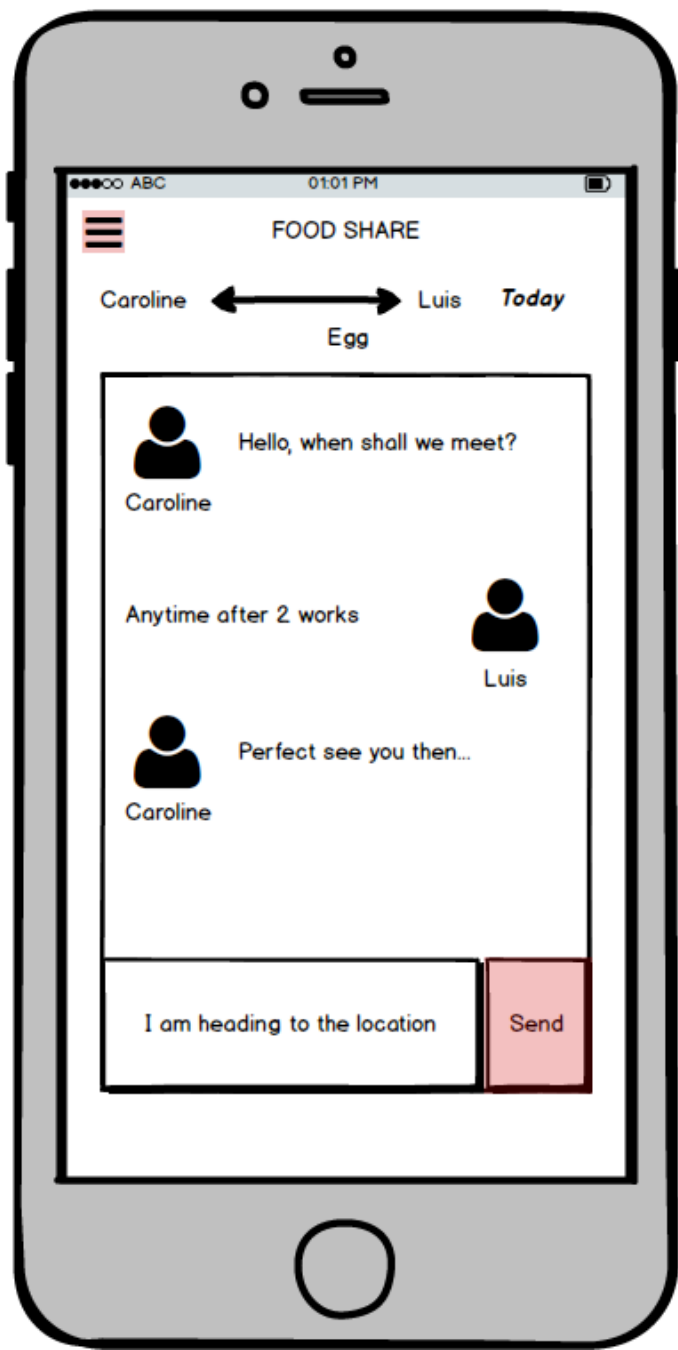 ABC 01:01 PM
FOOD SHARE
Caroline Luis Today
Egg
Hello, when shall we meet?
Caroline
Anytime after 2 works
Luis
Perfect see you then...
Caroline
I am heading to the location Send